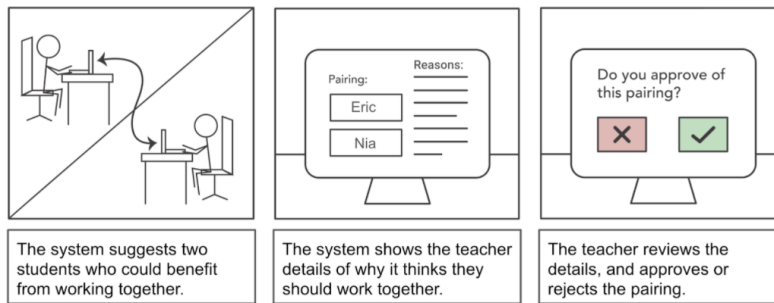 Pairing:
Eric
Nia
Reasons:
Do you approve of
this pairing?
The system suggests two
students who could benefit
from working together.
The system shows the teacher
details of why it thinks they
should work together.
The teacher reviews the
details, and approves or
rejects the pairing.